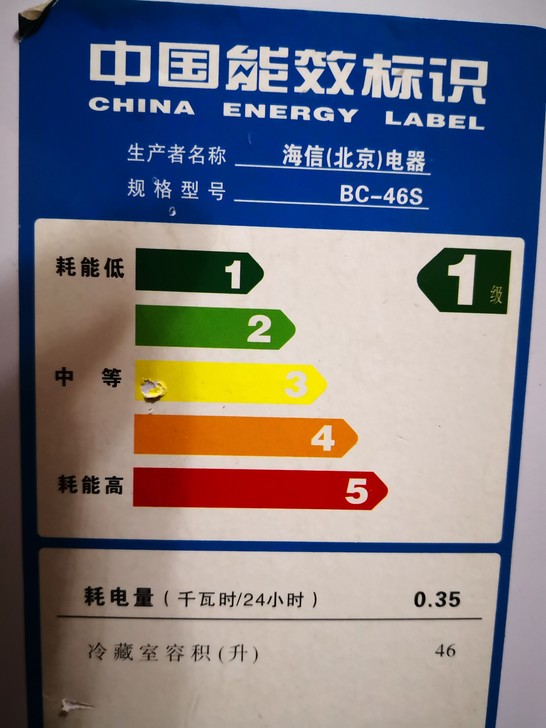 中国能效标识
CHINA ENERGY LABEL
生产者名称 海信(北京)电器
规格型号 BC-46S
耗能低 1 1级
2
中等 3
4
耗能高 5
耗电量(千瓦时/24小时) 0.35
冷藏室容积(升) 46